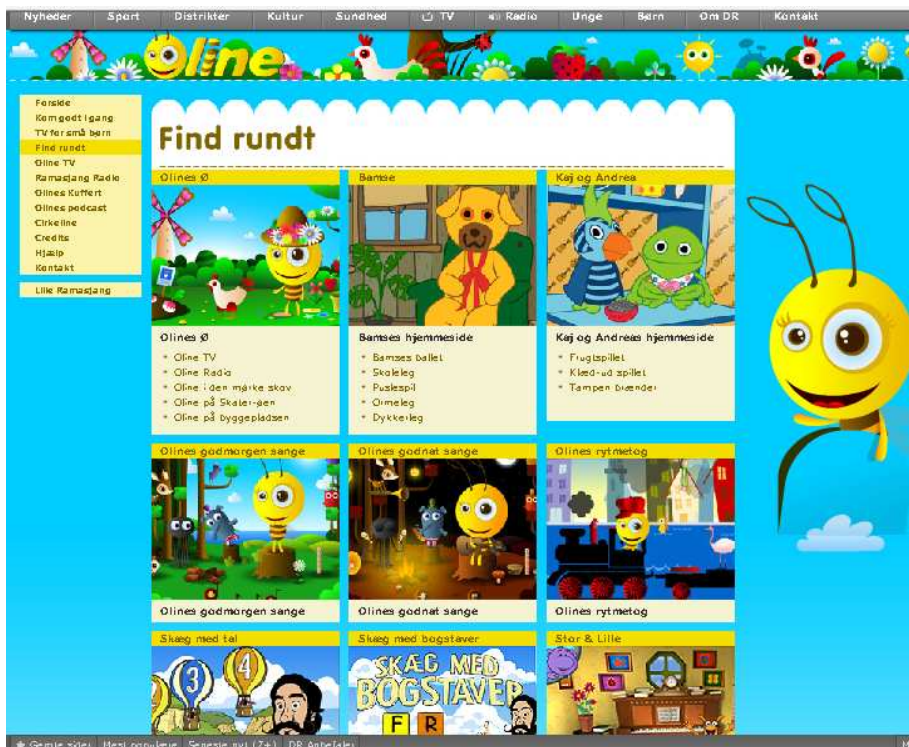 Nyheder Sport Distrikter Kultur Sundhed TV Radio Unge Børn Om DR Kontakt
Oline
Forside
Kom godt i gang
TV for små børn
Find rundt
Oline TV
Ramasjang Radio
Olines Kuffert
Olines podcast
Cirkeline
Credits
Hjælp
Kontakt
Lille Ramasjang
Find rundt
Olines Ø
Olines Ø
Oline TV
Oline Radio
Oline i den mørke skov
Oline på Skater-øen
Oline på byggepladsen
Bamse
Bamses hjemmeside
Bamses ballet
Skoleleg
Puslespil
Ormeleg
Dykkerleg
Kaj og Andrea
Kaj og Andreas hjemmeside
Frugtspillet
Klæd-ud spillet
Tampen brænder
Olines godmorgen sange
Olines godmorgen sange
Olines godnat sange
Olines godnat sange
Olines rytmetog
Olines rytmetog
Skæg med tal
3 4
Skæg med bogstaver
SKÆG MED
BOGSTAVER
F R
Stor & Lille
Gemte sider Mest populære Seneste nyt (7+) DR Anbefaler